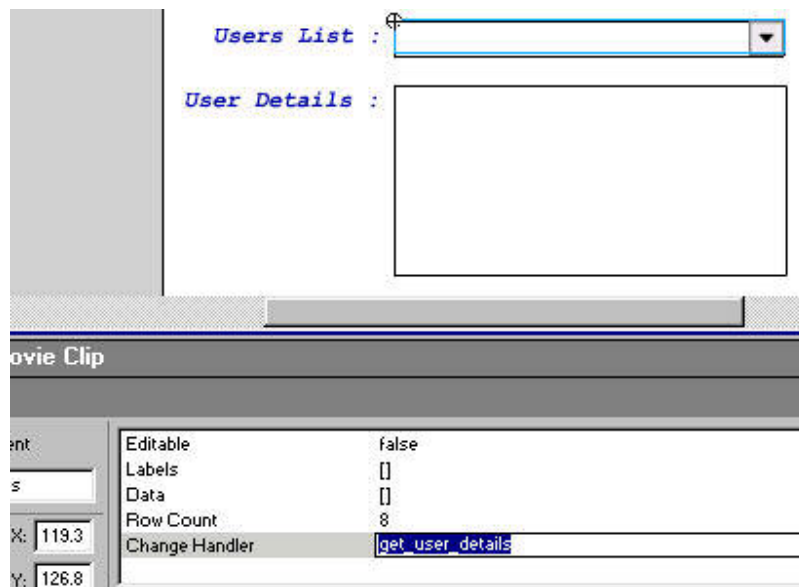 Users List :
User Details :
ovie Clip
ent
s
X: 119.3
Y: 126.8
Editable false
Labels []
Data []
Row Count 8
Change Handler get_user_details